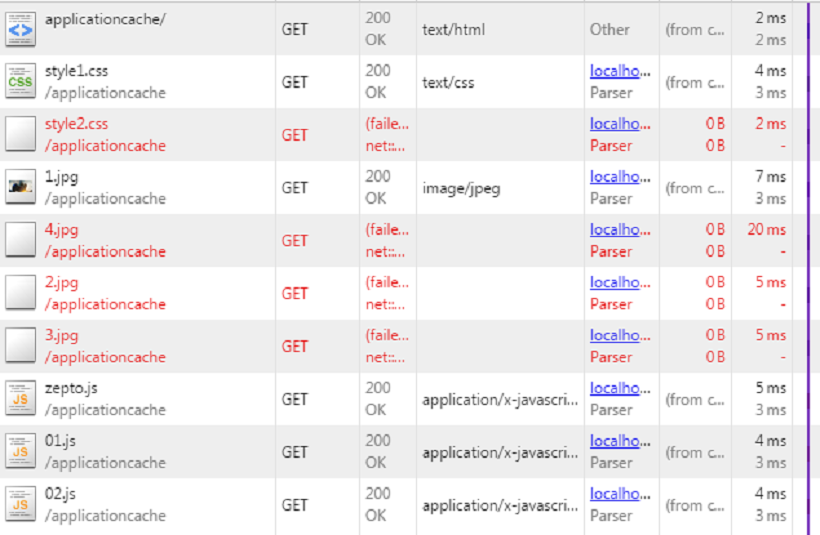 applicationcache/ GET 200 OK text/html Other (from c... 2 ms 2 ms
style1.css /applicationcache GET 200 OK text/css localho... Parser (from c... 4 ms 3 ms
style2.css /applicationcache GET (faile... net::... localho... Parser 0 B 0 B 2 ms -
1.jpg /applicationcache GET 200 OK image/jpeg localho... Parser (from c... 7 ms 3 ms
4.jpg /applicationcache GET (faile... net::... localho... Parser 0 B 0 B 20 ms -
2.jpg /applicationcache GET (faile... net::... localho... Parser 0 B 0 B 5 ms -
3.jpg /applicationcache GET (faile... net::... localho... Parser 0 B 0 B 5 ms -
zepto.js /applicationcache GET 200 OK application/x-javascri... localho... Parser (from c... 5 ms 3 ms
01.js /applicationcache GET 200 OK application/x-javascri... localho... Parser (from c... 4 ms 3 ms
02.js /applicationcache GET 200 OK application/x-javascri... localho... Parser (from c... 4 ms 3 ms